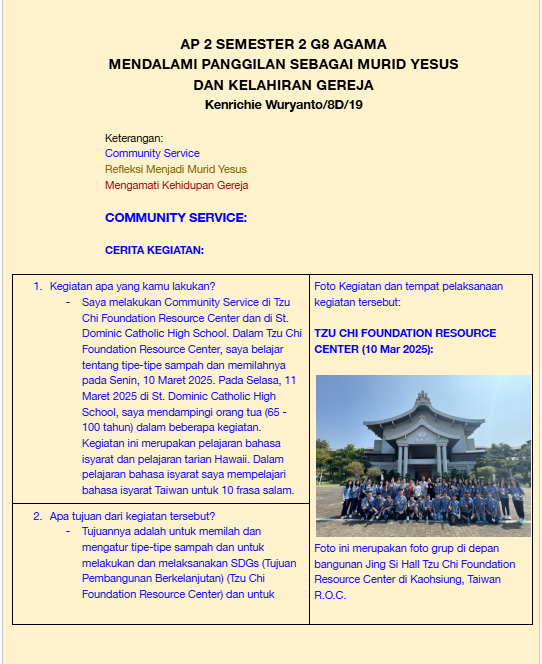 AP 2 SEMESTER 2 G8 AGAMA
MENDALAMI PANGGILAN SEBAGAI MURID YESUS
DAN KELAHIRAN GEREJA
Kenrichie Wuryanto/8D/19
Keterangan:
Community Service
Refleksi Menjadi Murid Yesus
Mengamati Kehidupan Gereja
COMMUNITY SERVICE:
CERITA KEGIATAN:
1. Kegiatan apa yang kamu lakukan?
- Saya melakukan Community Service di Tzu
Chi Foundation Resource Center dan di St.
Dominic Catholic High School. Dalam Tzu Chi
Foundation Resource Center, saya belajar
tentang tipe-tipe sampah dan memilahnya
pada Senin, 10 Maret 2025. Pada Selasa, 11
Maret 2025 di St. Dominic Catholic High
School, saya mendampingi orang tua (65 -
100 tahun) dalam beberapa kegiatan.
Kegiatan ini merupakan pelajaran bahasa
isyarat dan pelajaran tarian Hawaii. Dalam
pelajaran bahasa isyarat saya mempelajari
bahasa isyarat Taiwan untuk 10 frasa salam.
2. Apa tujuan dari kegiatan tersebut?
- Tujuannya adalah untuk memilah dan
mengatur tipe-tipe sampah dan untuk
melakukan dan melaksanakan SDGs (Tujuan
Pembangunan Berkelanjutan) (Tzu Chi
Foundation Resource Center) dan untuk
Foto Kegiatan dan tempat pelaksanaan
kegiatan tersebut:
TZU CHI FOUNDATION RESOURCE
CENTER (10 Mar 2025):
Foto ini merupakan foto grup di depan
bangunan Jing Si Hall Tzu Chi Foundation
Resource Center di Kaohsiung, Taiwan
R.O.C.